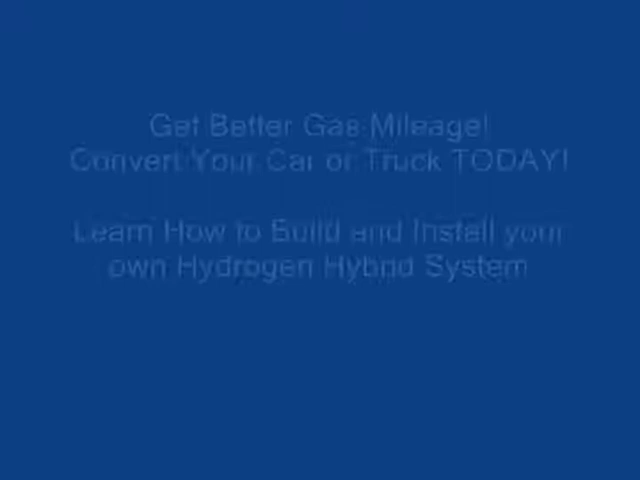 Get Better Gas Mileage!
Convert Your Car or Truck TODAY!
Learn How to Build and Install your
own Hydrogen Hybrid System